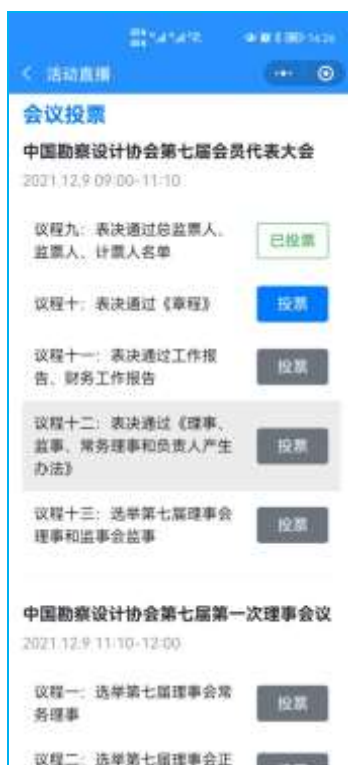 活动直播
会议投票
中国勘察设计协会第七届会员代表大会
2021.12.9 09:00-11:10
议程九：表决通过总监票人、
监票人、计票人名单
已投票
议程十：表决通过《章程》
投票
议程十一：表决通过工作报
告、财务工作报告
投票
议程十二：表决通过《理事、
监事、常务理事和负责人产生
办法》
投票
议程十三：选举第七届理事会
理事和监事会监事
投票
中国勘察设计协会第七届第一次理事会议
2021.12.9 11:10-12:00
议程一：选举第七届理事会常
务理事
投票
议程二：选举第七届理事会正